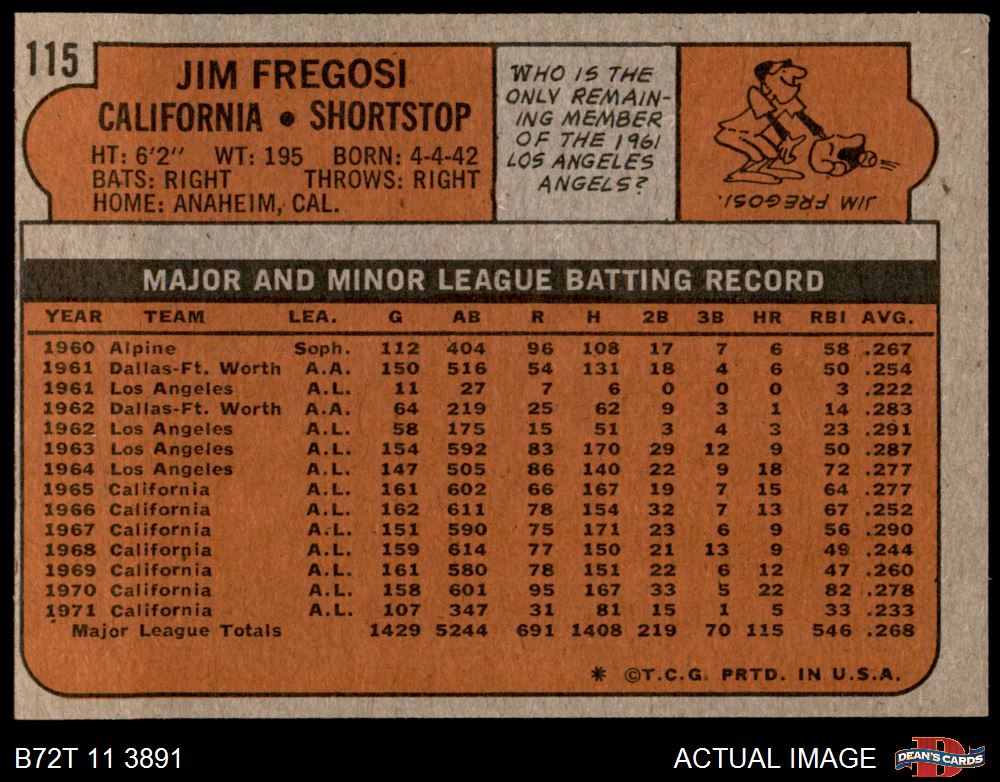 115
JIM FREGOSI
CALIFORNIA • SHORTSTOP
HT: 6'2" WT: 195 BORN: 4-4-42
BATS: RIGHT THROWS: RIGHT
HOME: ANAHEIM, CAL.
WHO IS THE
ONLY REMAIN-
ING MEMBER
OF THE 1961
LOS ANGELES
ANGELS?
JIM FREGOSI.
MAJOR AND MINOR LEAGUE BATTING RECORD
YEAR TEAM LEA. G AB R H 2B 3B HR RBI AVG.
1960 Alpine Soph. 112 404 96 108 17 7 6 58 .267
1961 Dallas-Ft. Worth A.A. 150 516 54 131 18 4 6 50 .254
1961 Los Angeles A.L. 11 27 7 6 0 0 0 3 .222
1962 Dallas-Ft. Worth A.A. 64 219 25 62 9 3 1 14 .283
1962 Los Angeles A.L. 58 175 15 51 3 4 3 23 .291
1963 Los Angeles A.L. 154 592 83 170 29 12 9 50 .287
1964 Los Angeles A.L. 147 505 86 140 22 9 18 72 .277
1965 California A.L. 161 602 66 167 19 7 15 64 .277
1966 California A.L. 162 611 78 154 32 7 13 67 .252
1967 California A.L. 151 590 75 171 23 6 9 56 .290
1968 California A.L. 159 614 77 150 21 13 9 49 .244
1969 California A.L. 161 580 78 151 22 6 12 47 .260
1970 California A.L. 158 601 95 167 33 5 22 82 .278
1971 California A.L. 107 347 31 81 15 1 5 33 .233
Major League Totals 1429 5244 691 1408 219 70 115 546 .268
* ©T.C.G. PRTD. IN U.S.A.
B72T 11 3891
ACTUAL IMAGE
D
DEAN'S CARDS